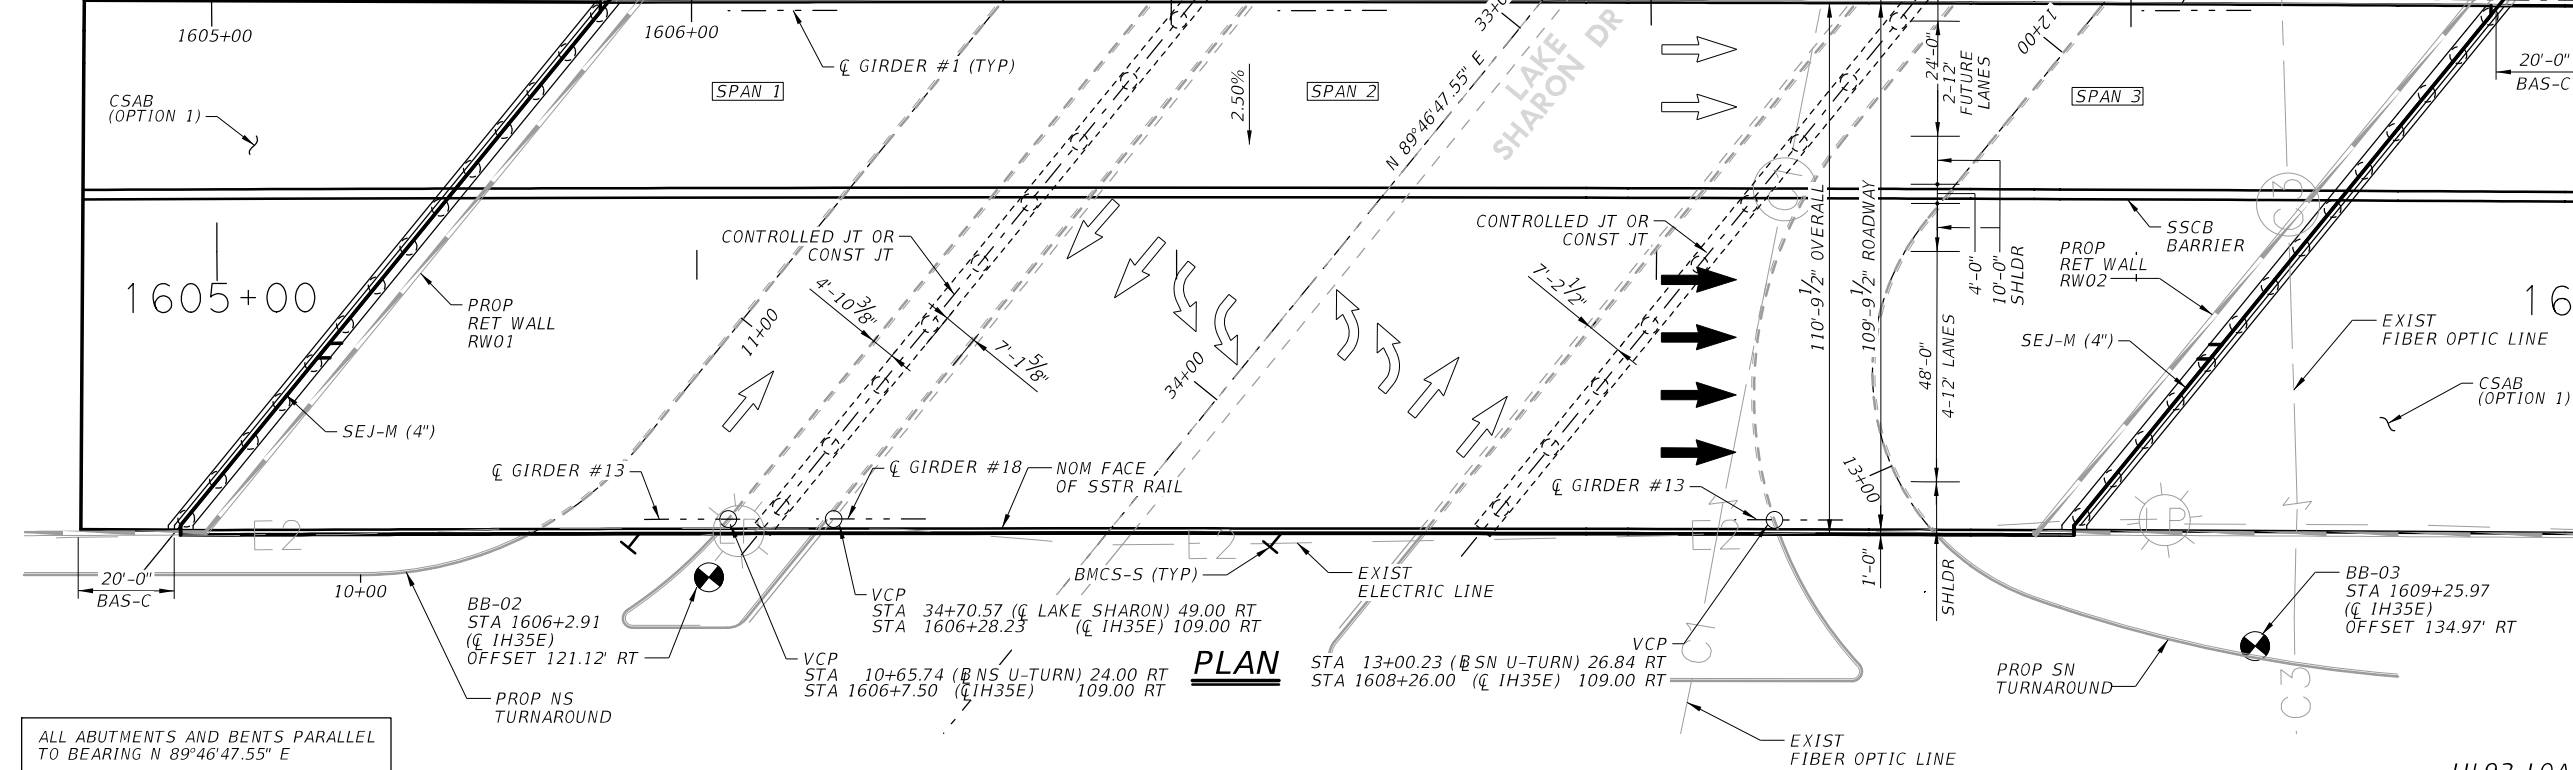 1605+00
1606+00
℄ GIRDER #1 (TYP)
SPAN 1
CSAB
(OPTION 1)
2.50%
SPAN 2
N 89°46'47.55" E
LAKE
SHARON DR
24'-0"
2-12'
FUTURE
LANES
12+00
SPAN 3
20'-0"
BAS-C
CONTROLLED JT OR
CONST JT
CONTROLLED JT OR
CONST JT
110'-9½" OVERALL
109'-9½" ROADWAY
4'-0"
10'-0"
SHLDR
SSCB
BARRIER
PROP
RET WALL
RW02
C3
1605+00
PROP
RET WALL
RW01
4'-10⅜"
7'-1⅝"
11+00
34+00
7'-2½"
48'-0"
4-12' LANES
SEJ-M (4")
16
EXIST
FIBER OPTIC LINE
CSAB
(OPTION 1)
SEJ-M (4")
℄ GIRDER #13
℄ GIRDER #18
NOM FACE
OF SSTR RAIL
℄ GIRDER #13
13+00
E2
E2
E2
20'-0"
BAS-C
10+00
BB-02
STA 1606+2.91
(℄ IH35E)
OFFSET 121.12' RT
PROP NS
TURNAROUND
VCP
STA 34+70.57 (℄ LAKE SHARON) 49.00 RT
STA 1606+28.23 (℄ IH35E) 109.00 RT
VCP
STA 10+65.74 (B NS U-TURN) 24.00 RT
STA 1606+7.50 (℄ IH35E) 109.00 RT
BMCS-S (TYP)
EXIST
ELECTRIC LINE
PLAN
VCP
STA 13+00.23 (B SN U-TURN) 26.84 RT
STA 1608+26.00 (℄ IH35E) 109.00 RT
1'-0"
SHLDR
BB-03
STA 1609+25.97
(℄ IH35E)
OFFSET 134.97' RT
PROP SN
TURNAROUND
C3
EXIST
FIBER OPTIC LINE
ALL ABUTMENTS AND BENTS PARALLEL
TO BEARING N 89°46'47.55" E